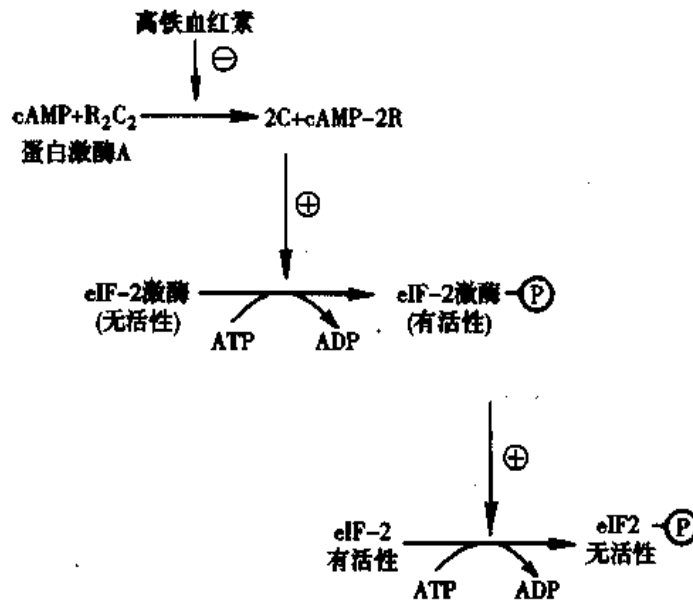 高铁血红素
⊖
cAMP+R₂C₂ 2C+cAMP-2R
蛋白激酶A
⊕
eIF-2激酶 eIF-2激酶 P
(无活性) (有活性)
ATP ADP
⊕
eIF-2 eIF2 P
有活性 无活性
ATP ADP